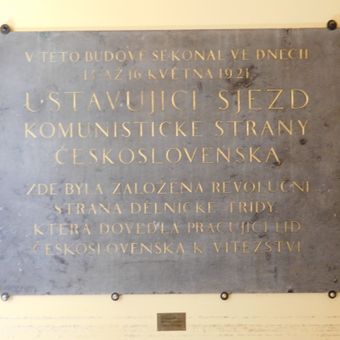 V TÉTO BUDOVĚ SE KONAL VE DNECH
14. AŽ 16. KVĚTNA 1921
USTAVUJÍCÍ SJEZD
KOMUNISTICKÉ STRANY
ČESKOSLOVENSKA
ZDE BYLA ZALOŽENA REVOLUČNÍ
STRANA DĚLNICKÉ TŘÍDY,
KTERÁ DOVEDLA PRACUJÍCÍ LID
ČESKOSLOVENSKA K VÍTĚZSTVÍ